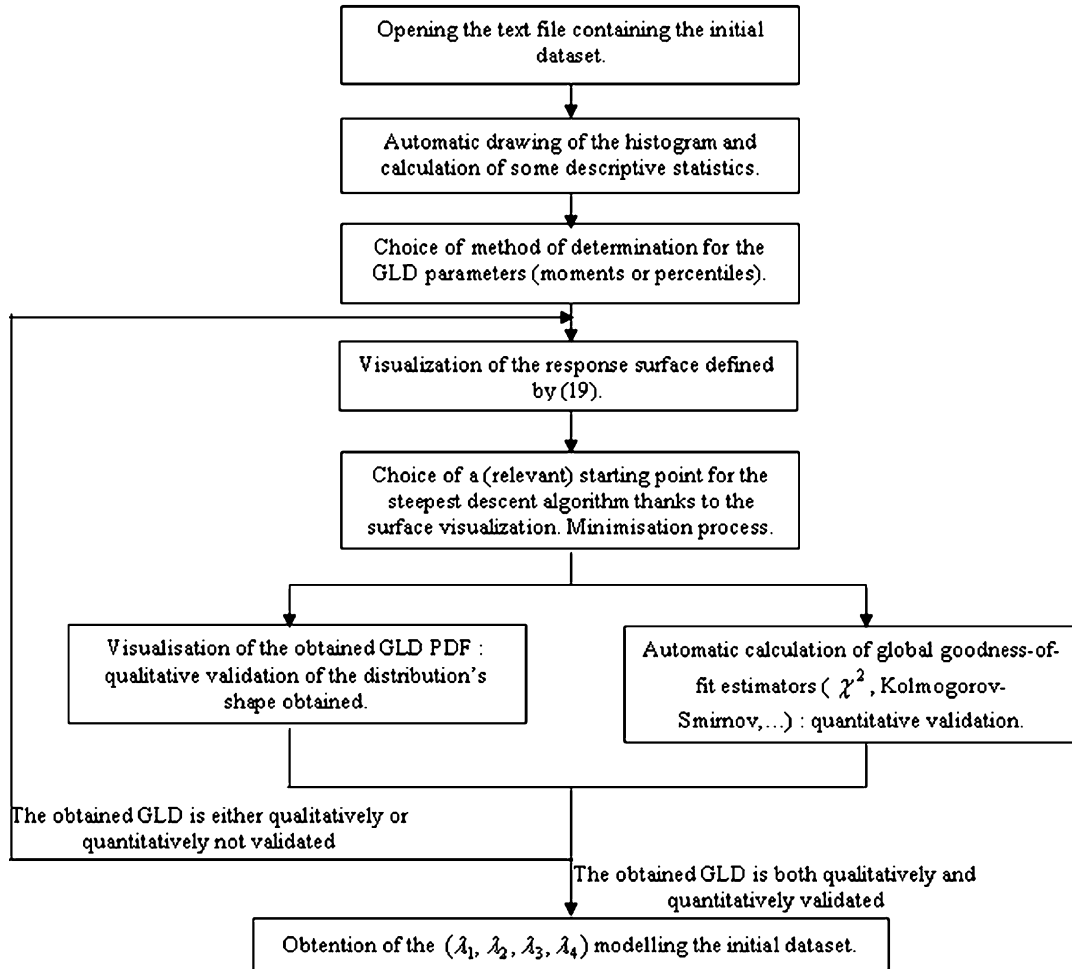 Opening the text file containing the initial
dataset.
Automatic drawing of the histogram and
calculation of some descriptive statistics.
Choice of method of determination for the
GLD parameters (moments or percentiles).
Visualization of the response surface defined
by (19).
Choice of a (relevant) starting point for the
steepest descent algorithm thanks to the
surface visualization. Minimisation process.
Visualisation of the obtained GLD PDF :
qualitative validation of the distribution's
shape obtained.
Automatic calculation of global goodness-of-
fit estimators ( χ², Kolmogorov-
Smirnov,...) : quantitative validation.
The obtained GLD is either qualitatively or
quantitatively not validated
The obtained GLD is both qualitatively and
quantitatively validated
Obtention of the (λ₁, λ₂, λ₃, λ₄) modelling the initial dataset.